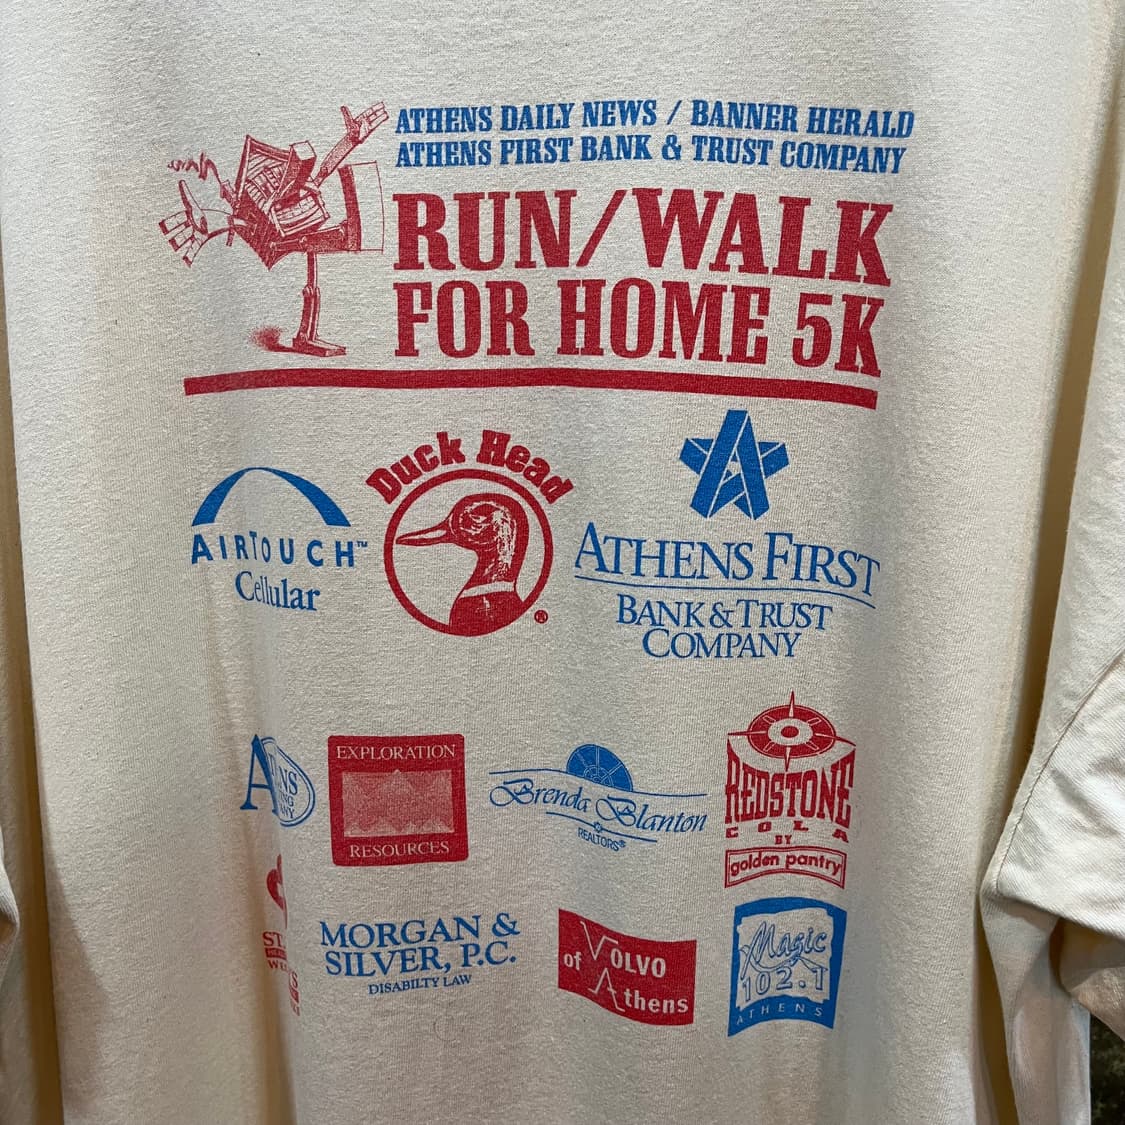 ATHENS DAILY NEWS / BANNER HERALD
ATHENS FIRST BANK & TRUST COMPANY
RUN/WALK
FOR HOME 5K
AIRTOUCH™
Cellular
Duck Head
®
ATHENS FIRST
BANK & TRUST
COMPANY
EXPLORATION
RESOURCES
Brenda Blanton
REALTORS®
REDSTONE
COLA
BY
golden pantry
MORGAN &
SILVER, P.C.
DISABILTY LAW
VOLVO
of Athens
Magic
102.1
ATHENS